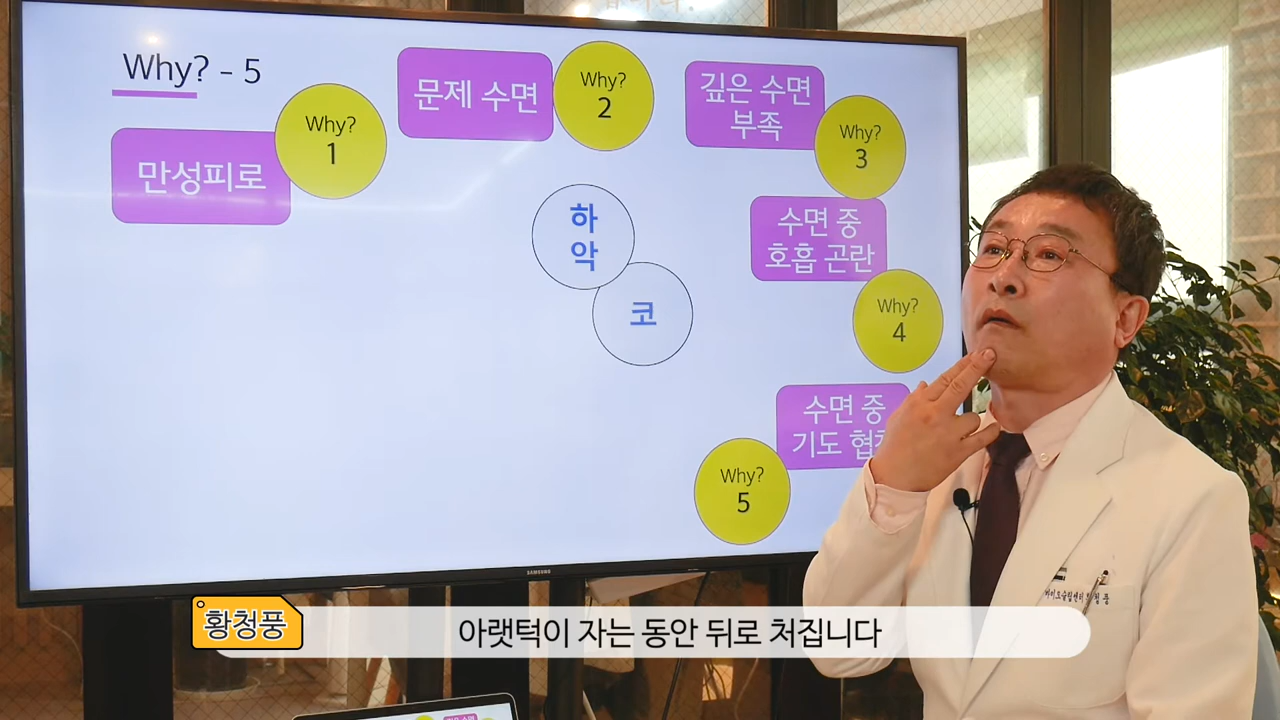 Why? - 5
Why?
1
만성피로
문제 수면
Why?
2
깊은 수면
부족
Why?
3
하
악
코
수면 중
호흡 곤란
Why?
4
수면 중
기도
Why?
5
SAMSUNG
황청풍
아랫턱이 자는 동안 뒤로 처집니다